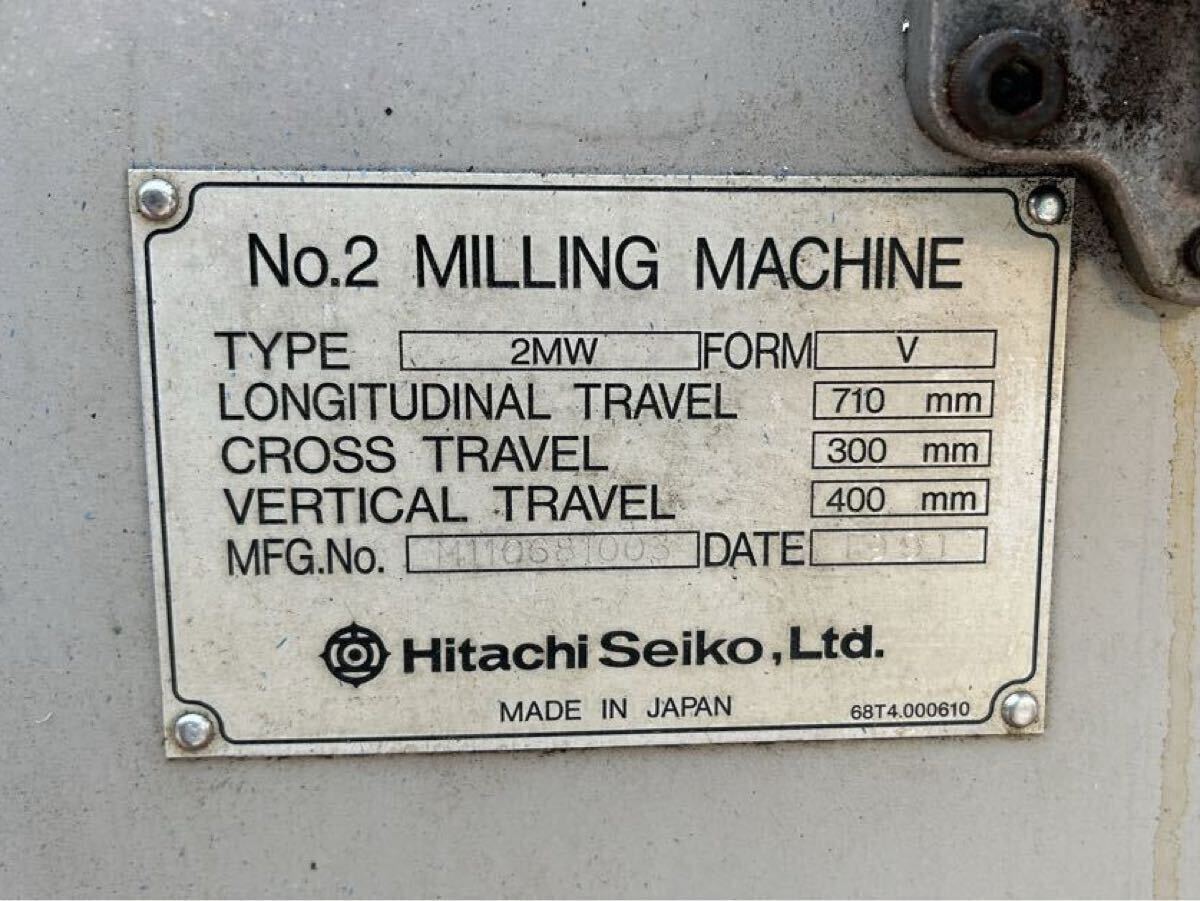 No.2 MILLING MACHINE
TYPE 2MW FORM V
LONGITUDINAL TRAVEL 710 mm
CROSS TRAVEL 300 mm
VERTICAL TRAVEL 400 mm
MFG.No. M110681003 DATE
Hitachi Seiko, Ltd.
MADE IN JAPAN 68T4.000610